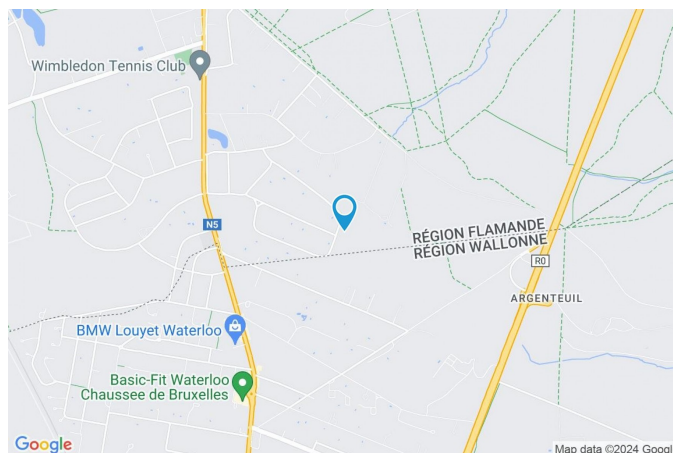 Wimbledon Tennis Club
N5
RÉGION FLAMANDE
RÉGION WALLONNE
R0
ARGENTEUIL
BMW Louyet Waterloo
Basic-Fit Waterloo
Chaussee de Bruxelles
Google
Map data ©2024 Googl